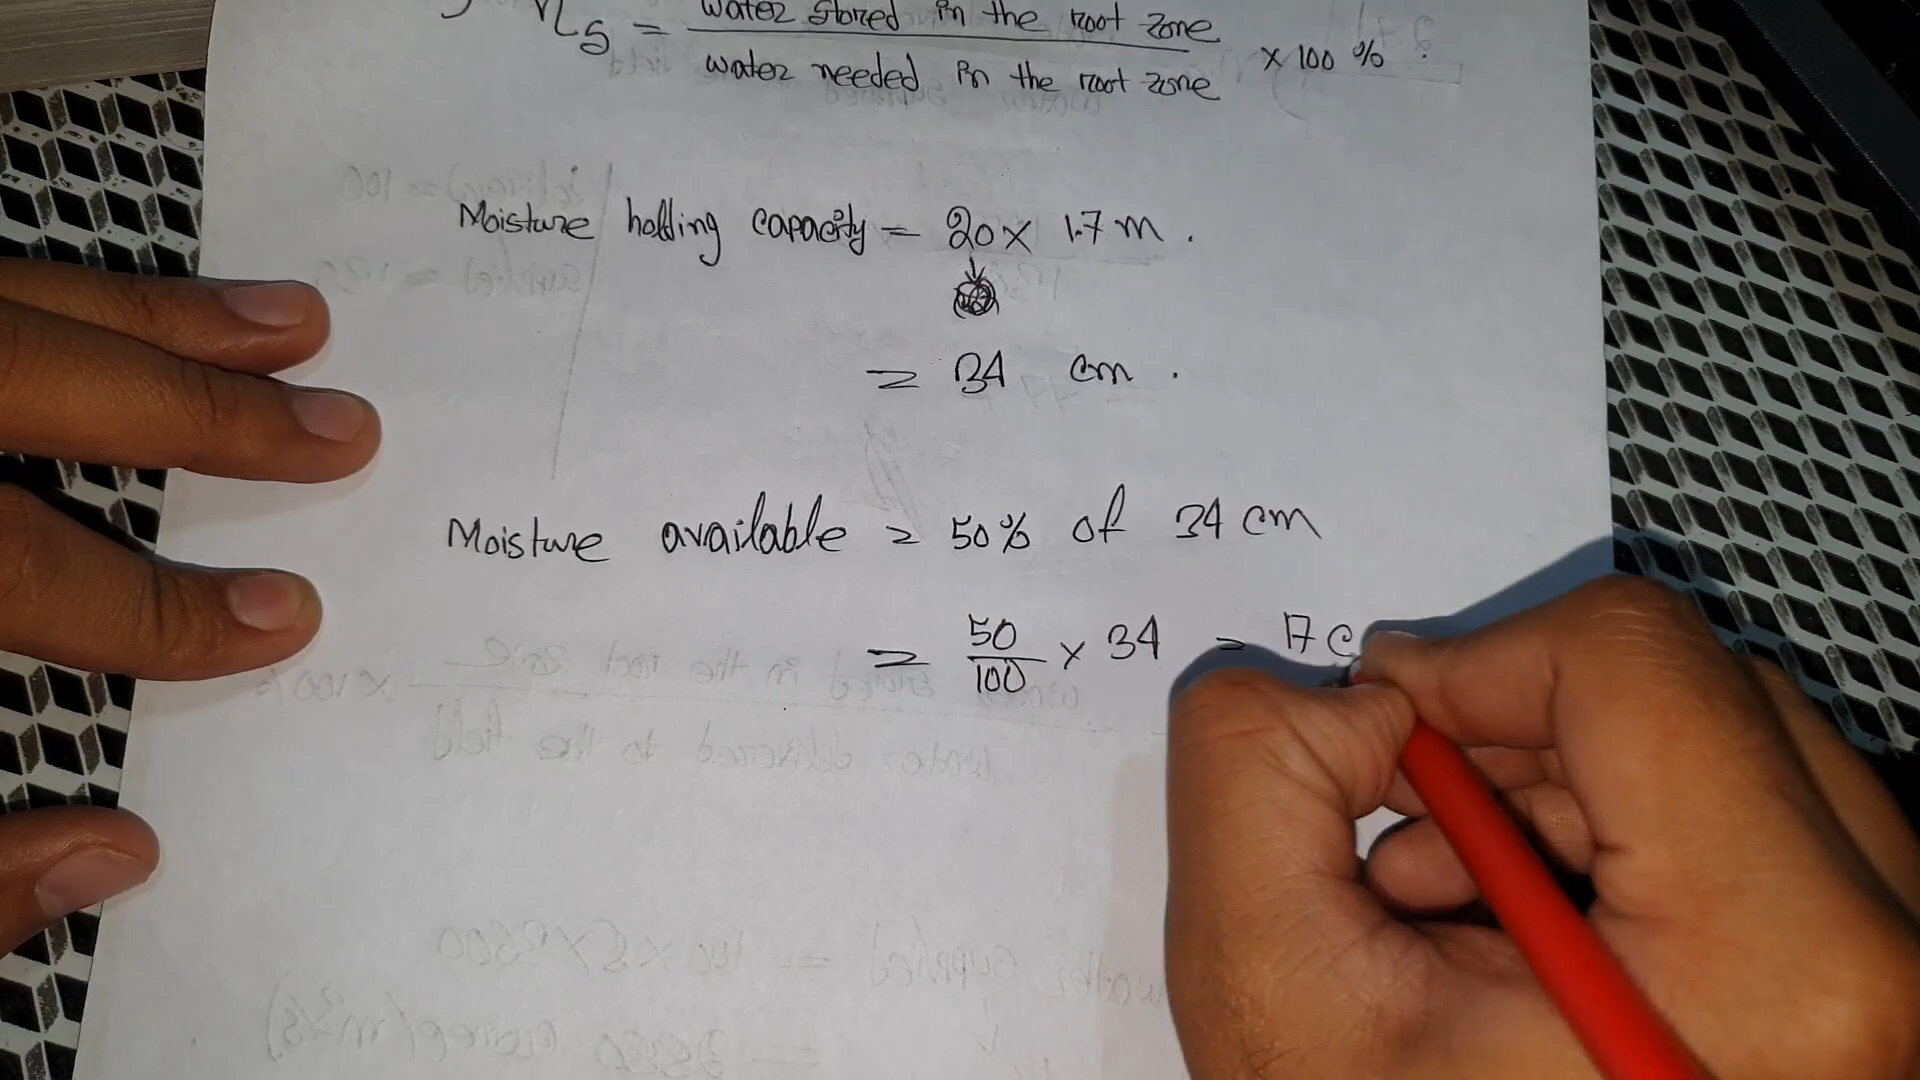 ηs = water stored in the root zone / water needed in the root zone × 100 % ?
Moisture holding capacity = 20 × 1.7 m .
= 34 cm .
Moisture available = 50% of 34 cm
= 50/100 × 34 = 17 c